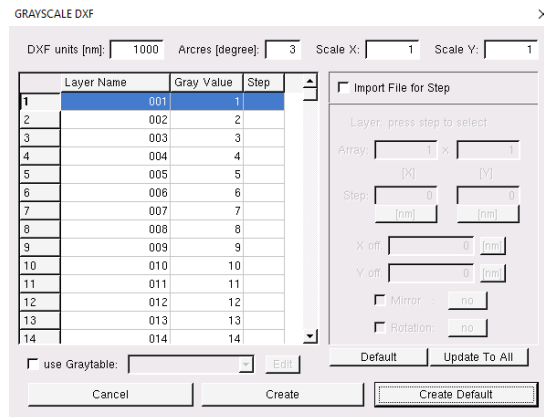 GRAYSCALE DXF
DXF units [nm]: 1000 Arcres [degree]: 3 Scale X: 1 Scale Y: 1
Layer Name Gray Value Step
1 001 1
2 002 2
3 003 3
4 004 4
5 005 5
6 006 6
7 007 7
8 008 8
9 009 9
10 010 10
11 011 11
12 012 12
13 013 13
14 014 14
Import File for Step
Layer: press step to select
Array: 1 x 1
[X] [Y]
Step: 0 0
[nm] [nm]
X off: 0 [nm]
Y off: 0 [nm]
Mirror : no
Rotation: no
use Graytable: Edit
Default Update To All
Cancel Create Create Default